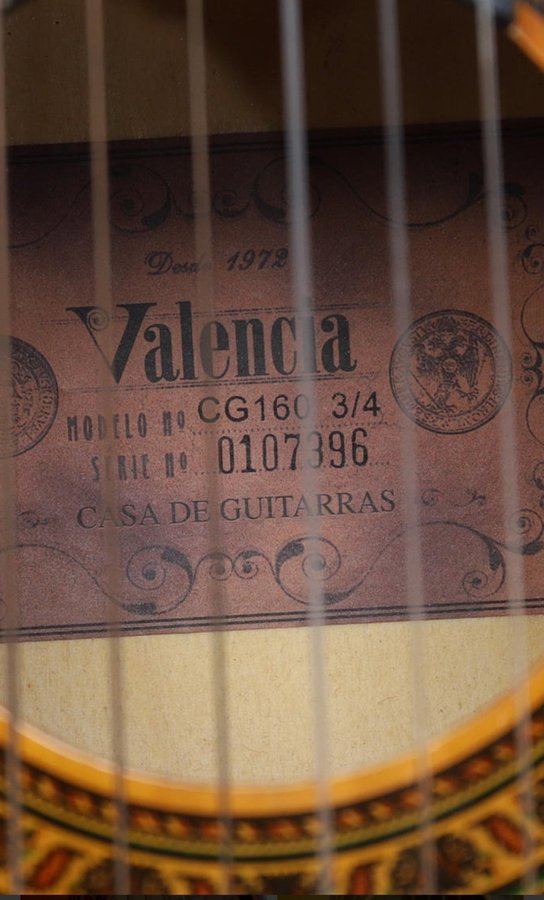 Desde 1972
Valencia
MODELO Nº CG160 3/4
SERIE Nº 0107396
CASA DE GUITARRAS